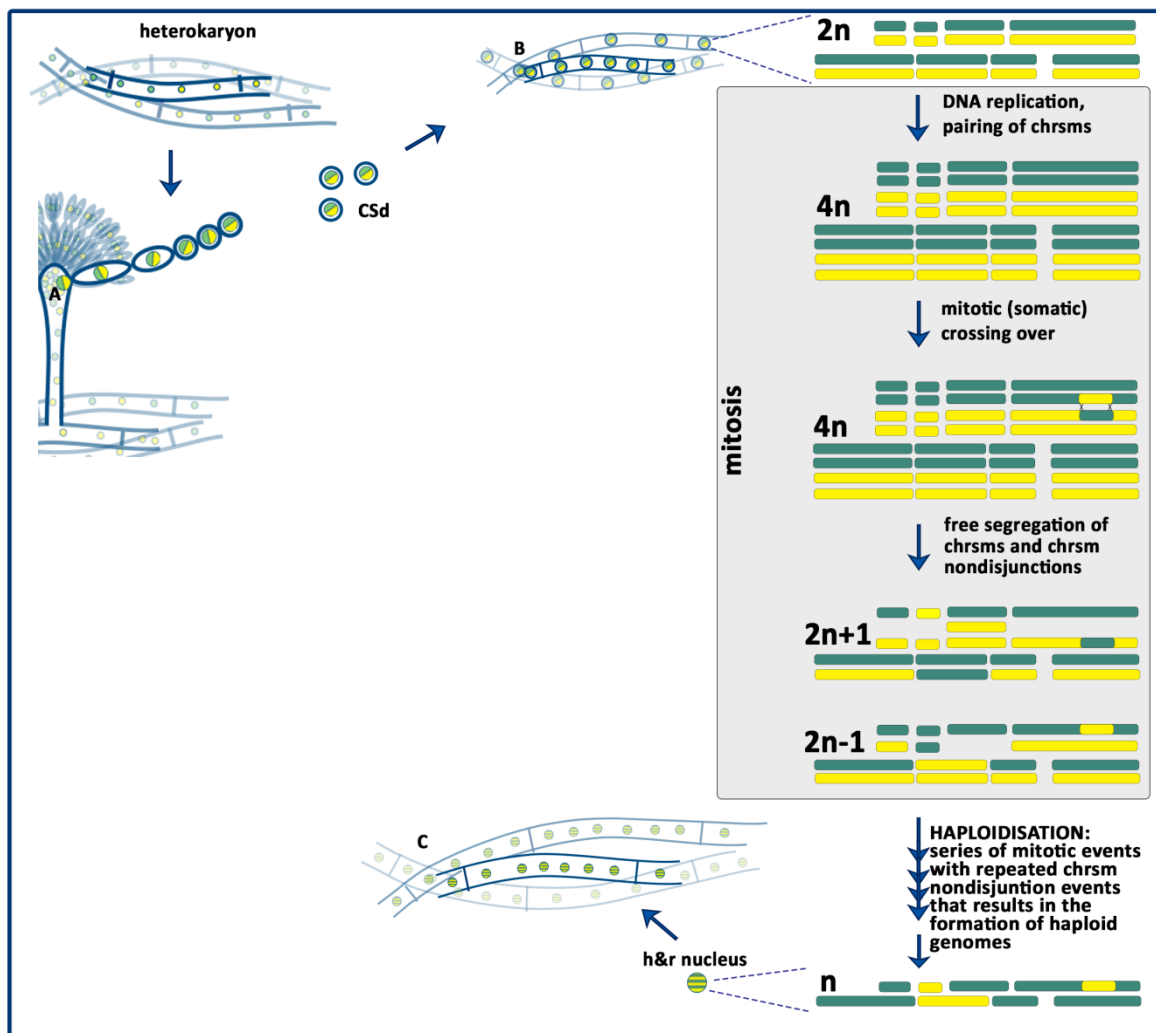 heterokaryon
A
CSd
B
2n
DNA replication,
pairing of chrsms
4n
mitotic (somatic)
crossing over
4n
mitosis
free segregation of
chrsms and chrsm
nondisjunctions
2n+1
2n-1
HAPLOIDISATION:
series of mitotic events
with repeated chrsm
nondisjuntion events
that results in the
formation of haploid
genomes
n
h&r nucleus
C